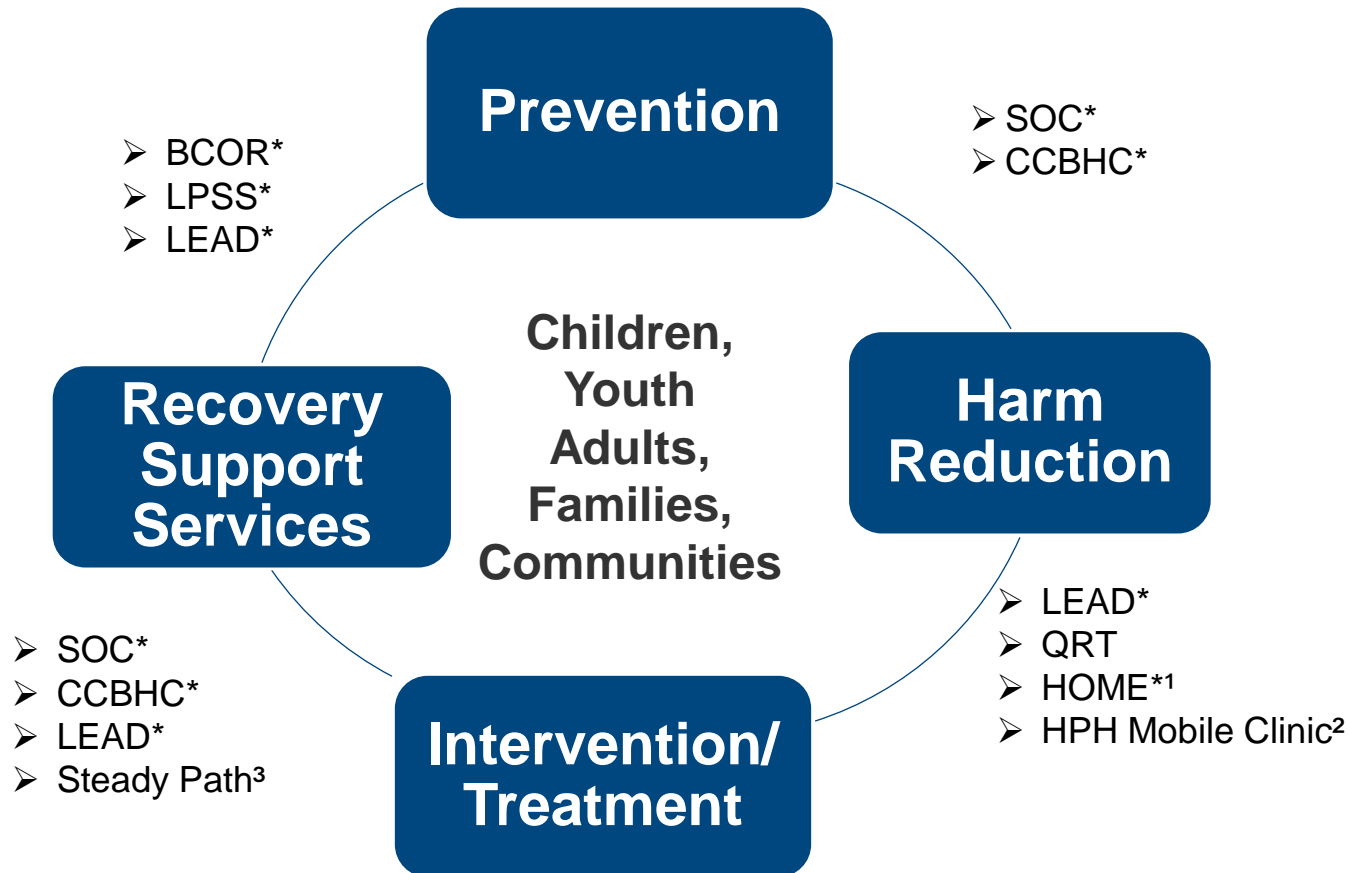 Prevention
➢ SOC*
➢ CCBHC*
➢ BCOR*
➢ LPSS*
➢ LEAD*
Children,
Youth
Adults,
Families,
Communities
Harm
Reduction
Recovery
Support
Services
➢ LEAD*
➢ QRT
➢ HOME*¹
➢ HPH Mobile Clinic²
Intervention/
Treatment
➢ SOC*
➢ CCBHC*
➢ LEAD*
➢ Steady Path³